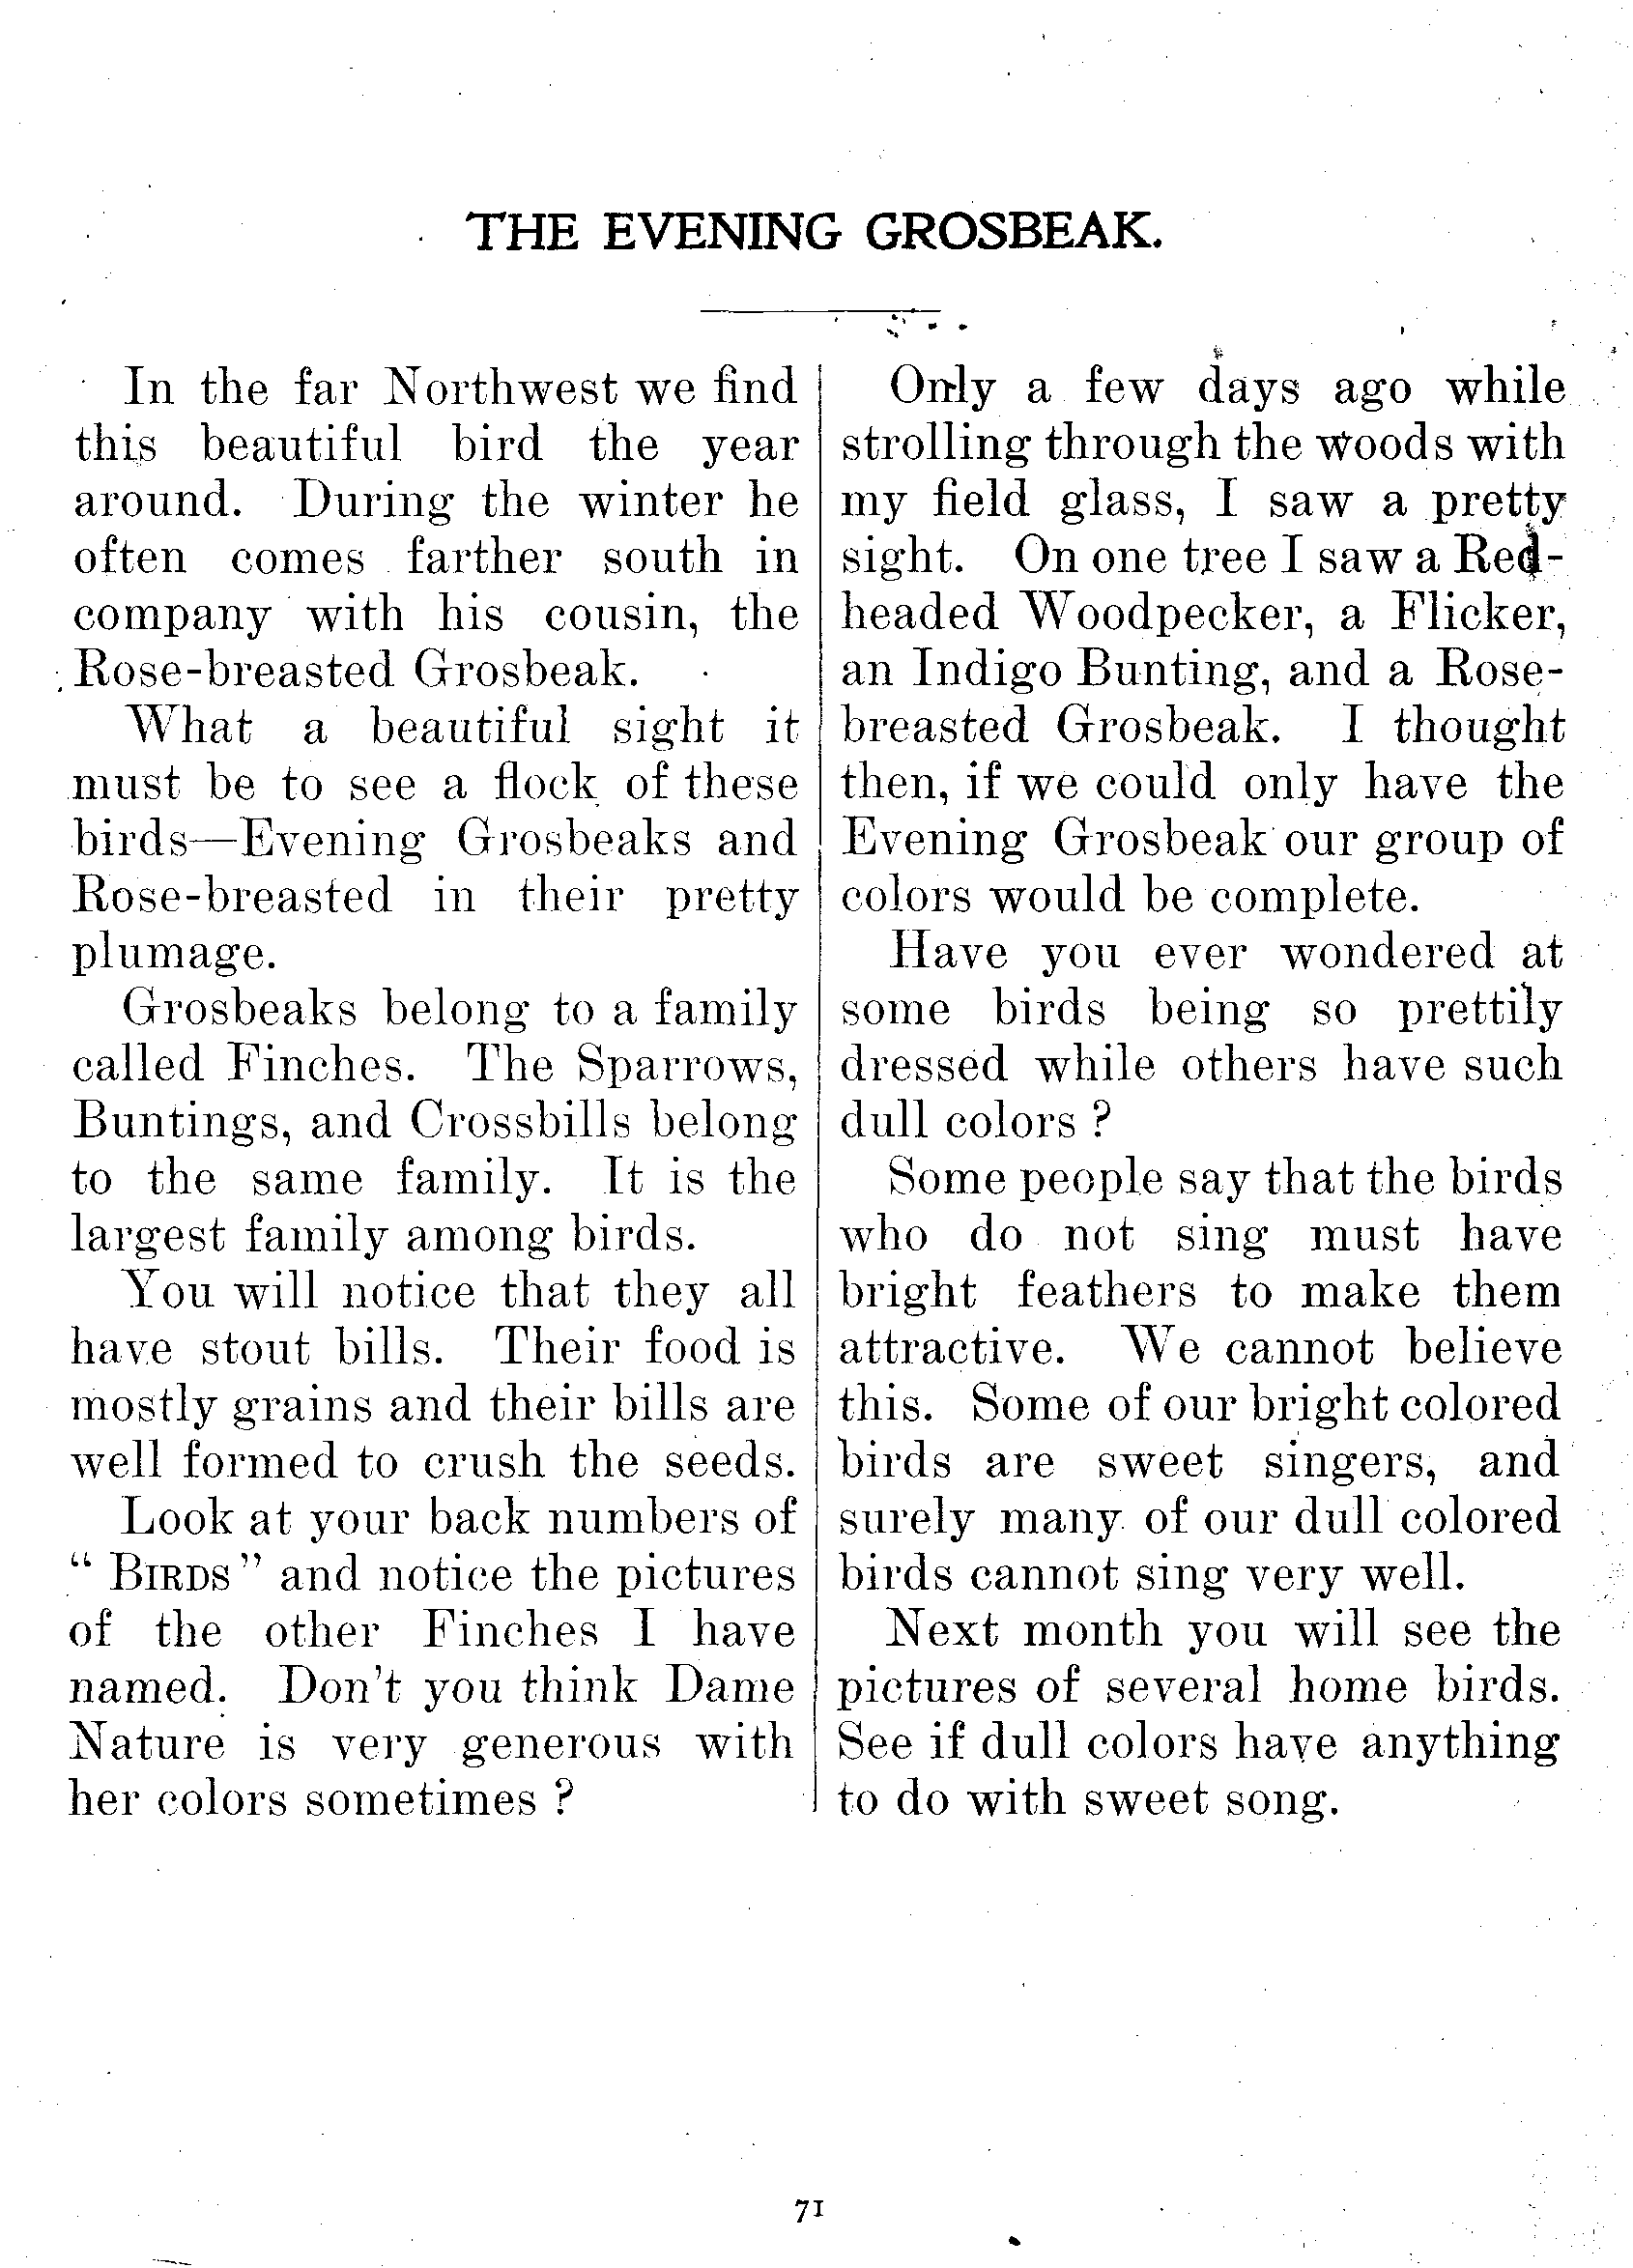 THE EVENING GROSBEAK.
In the far Northwest we find
this beautiful bird the year
around. During the winter he
often comes farther south in
company with his cousin, the
Rose-breasted Grosbeak.
What a beautiful sight it
must be to see a flock of these
birds—Evening Grosbeaks and
Rose-breasted in their pretty
plumage.
Grosbeaks belong to a family
called Finches. The Sparrows,
Buntings, and Crossbills belong
to the same family. It is the
largest family among birds.
You will notice that they all
have stout bills. Their food is
mostly grains and their bills are
well formed to crush the seeds.
Look at your back numbers of
" BIRDS" and notice the pictures
of the other Finches I have
named. Don't you think Dame
Nature is very generous with
her colors sometimes ?
Only a few days ago while
strolling through the woods with
my field glass, I saw a pretty
sight. On one tree I saw a Red-
headed Woodpecker, a Flicker,
an Indigo Bunting, and a Rose-
breasted Grosbeak. I thought
then, if we could only have the
Evening Grosbeak our group of
colors would be complete.
Have you ever wondered at
some birds being so prettily
dressed while others have such
dull colors ?
Some people say that the birds
who do not sing must have
bright feathers to make them
attractive. We cannot believe
this. Some of our bright colored
birds are sweet singers, and
surely many of our dull colored
birds cannot sing very well.
Next month you will see the
pictures of several home birds.
See if dull colors have anything
to do with sweet song.
71